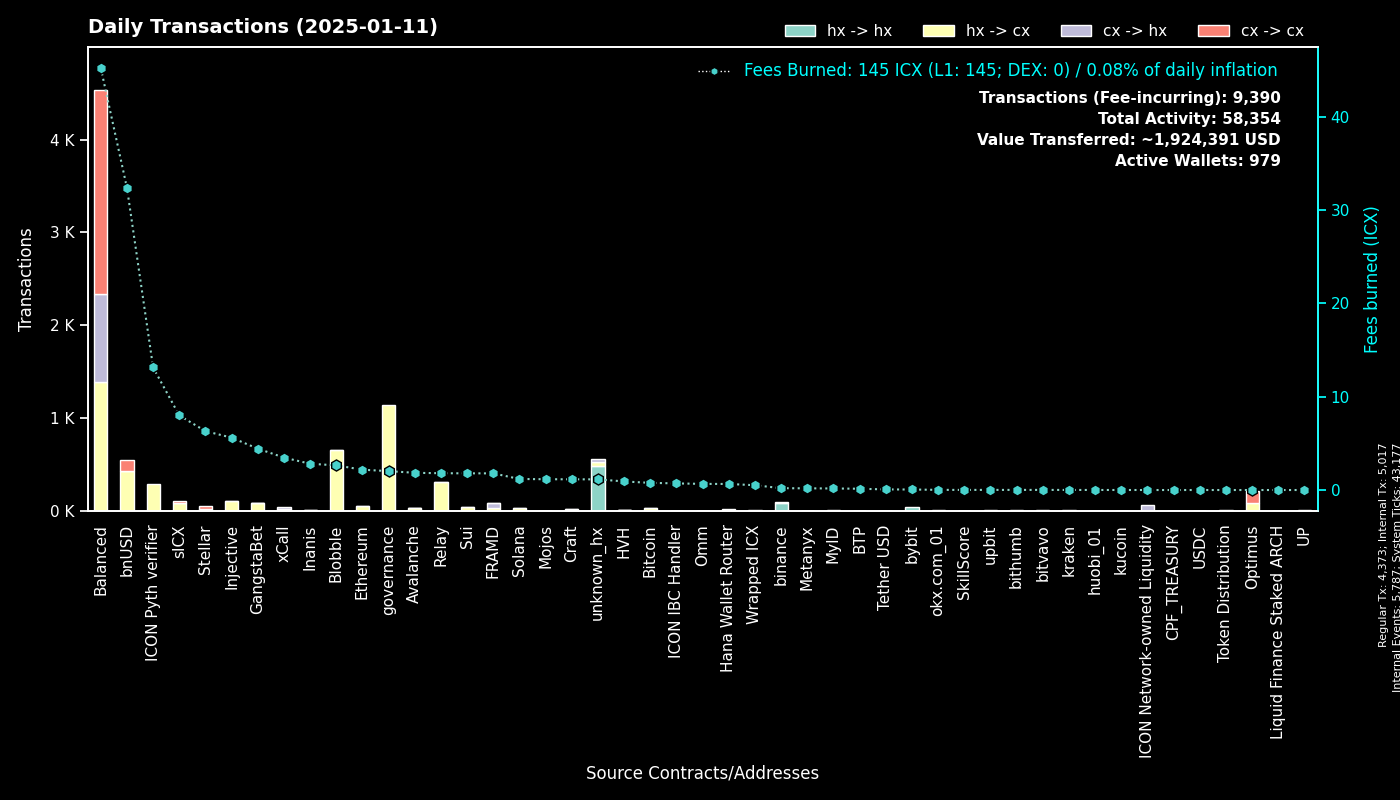 Daily Transactions (2025-01-11)
hx -> hx
hx -> cx
cx -> hx
cx -> cx
Fees Burned: 145 ICX (L1: 145; DEX: 0) / 0.08% of daily inflation
Transactions (Fee-incurring): 9,390
Total Activity: 58,354
Value Transferred: ~1,924,391 USD
Active Wallets: 979
Transactions
4 K
3 K
2 K
1 K
0 K
40
30
20
10
0
Fees burned (ICX)
Balanced
bnUSD
ICON Pyth verifier
sICX
Stellar
Injective
GangstaBet
xCall
Inanis
Blobble
Ethereum
governance
Avalanche
Relay
Sui
FRAMD
Solana
Mojos
Craft
unknown_hx
HVH
Bitcoin
ICON IBC Handler
Omm
Hana Wallet Router
Wrapped ICX
binance
Metanyx
MyID
BTP
Tether USD
bybit
okx.com_01
SkillScore
upbit
bithumb
bitvavo
kraken
huobi_01
kucoin
ICON Network-owned Liquidity
CPF_TREASURY
USDC
Token Distribution
Optimus
Liquid Finance Staked ARCH
UP
Source Contracts/Addresses
Regular Tx: 4,373; Internal Tx: 5,017
Internal Events: 5,787; System Ticks: 43,177